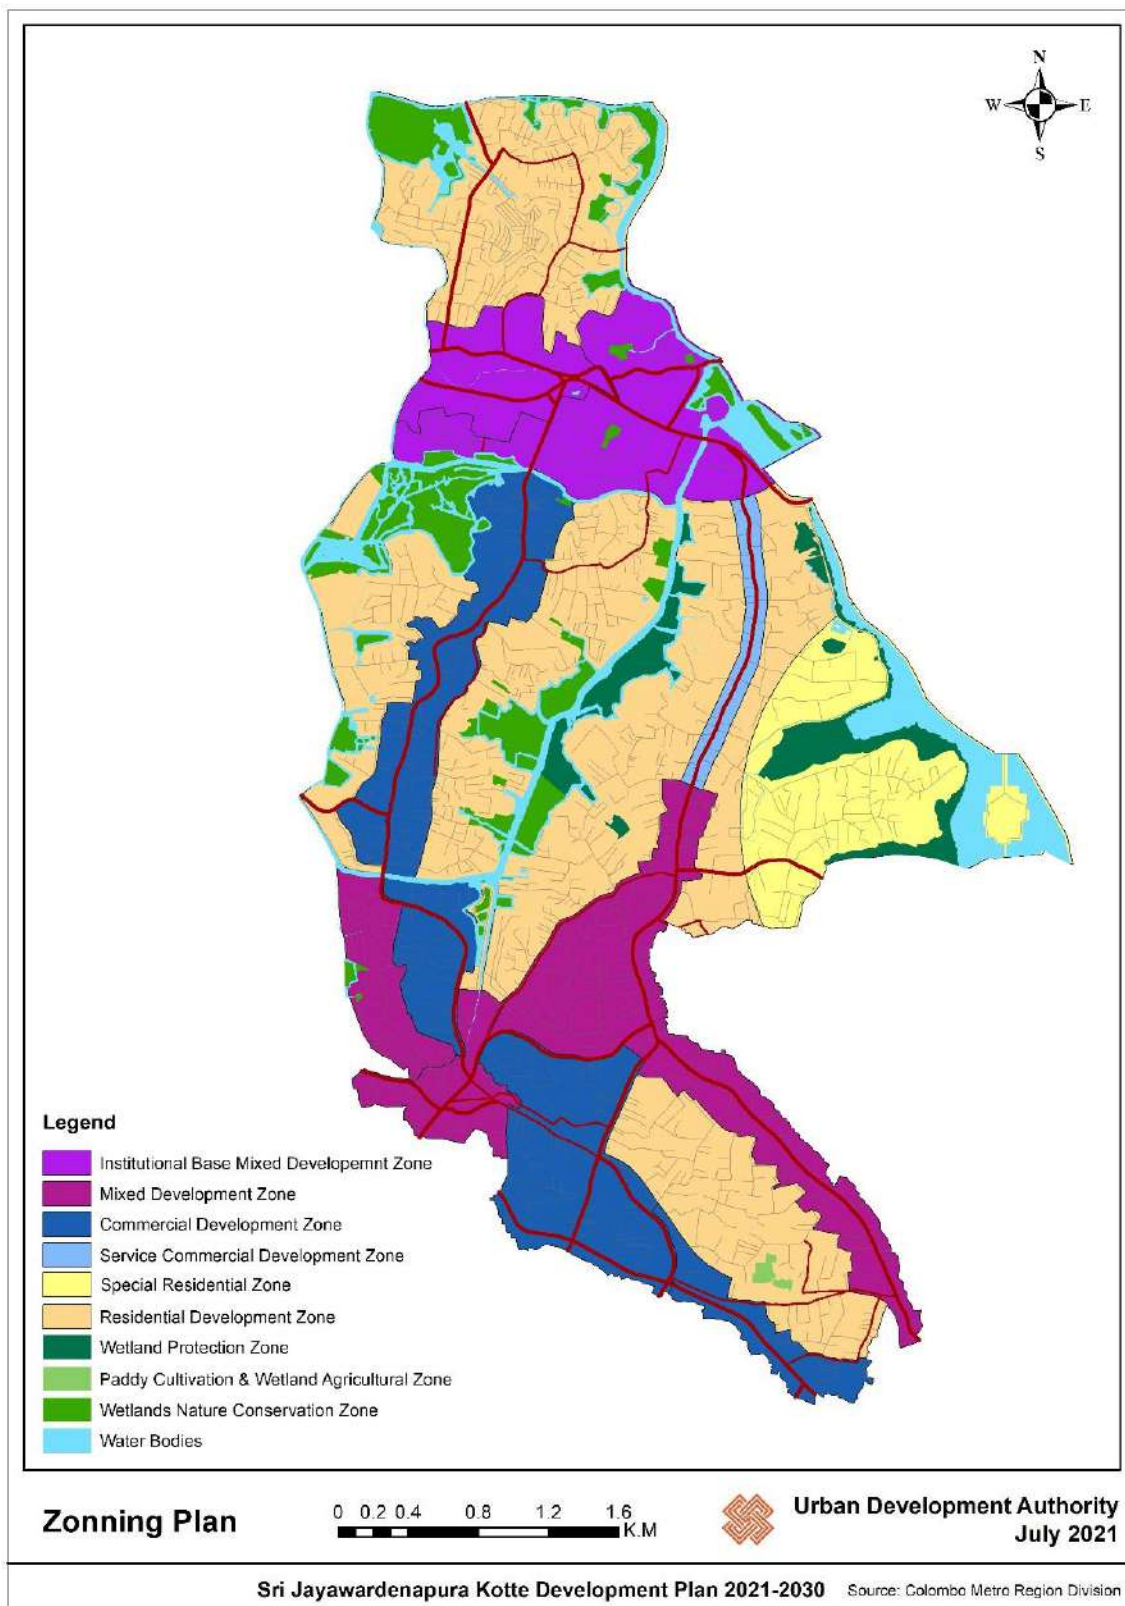 N
W E
S
Legend
Institutional Base Mixed Developemnt Zone
Mixed Development Zone
Commercial Development Zone
Service Commercial Development Zone
Special Residential Zone
Residential Development Zone
Wetland Protection Zone
Paddy Cultivation & Wetland Agricultural Zone
Wetlands Nature Conservation Zone
Water Bodies
Zonning Plan
0 0.2 0.4 0.8 1.2 1.6
K.M
Urban Development Authority
July 2021
Sri Jayawardenapura Kotte Development Plan 2021-2030 Source: Colombo Metro Region Division